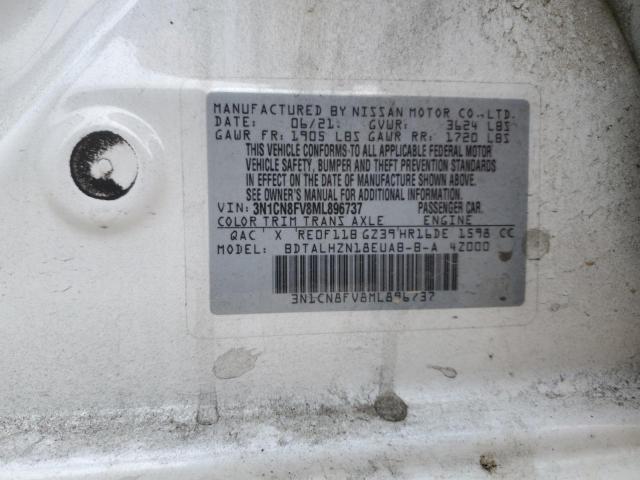 MANUFACTURED BY NISSAN MOTOR CO.,LTD.
DATE: 06/21. GVWR: 3624 LBS
GAWR FR: 1905 LBS GAWR RR: 1720 LBS
THIS VEHICLE CONFORMS TO ALL APPLICABLE FEDERAL MOTOR
VEHICLE SAFETY, BUMPER AND THEFT PREVENTION STANDARDS
IN EFFECT ON THE DATE OF MANUFACTURE SHOWN ABOVE.
SEE OWNER'S MANUAL FOR MORE INFORMATION.
VIN: 3N1CN8FV8ML896737 PASSENGER CAR.
COLOR TRIM TRANS AXLE ENGINE
QAC X RE0F11B GZ39 HR16DE 1598 CC
MODEL: BDTALHZN18EUAB-B-A 4Z000
3N1CN8FV8ML896737